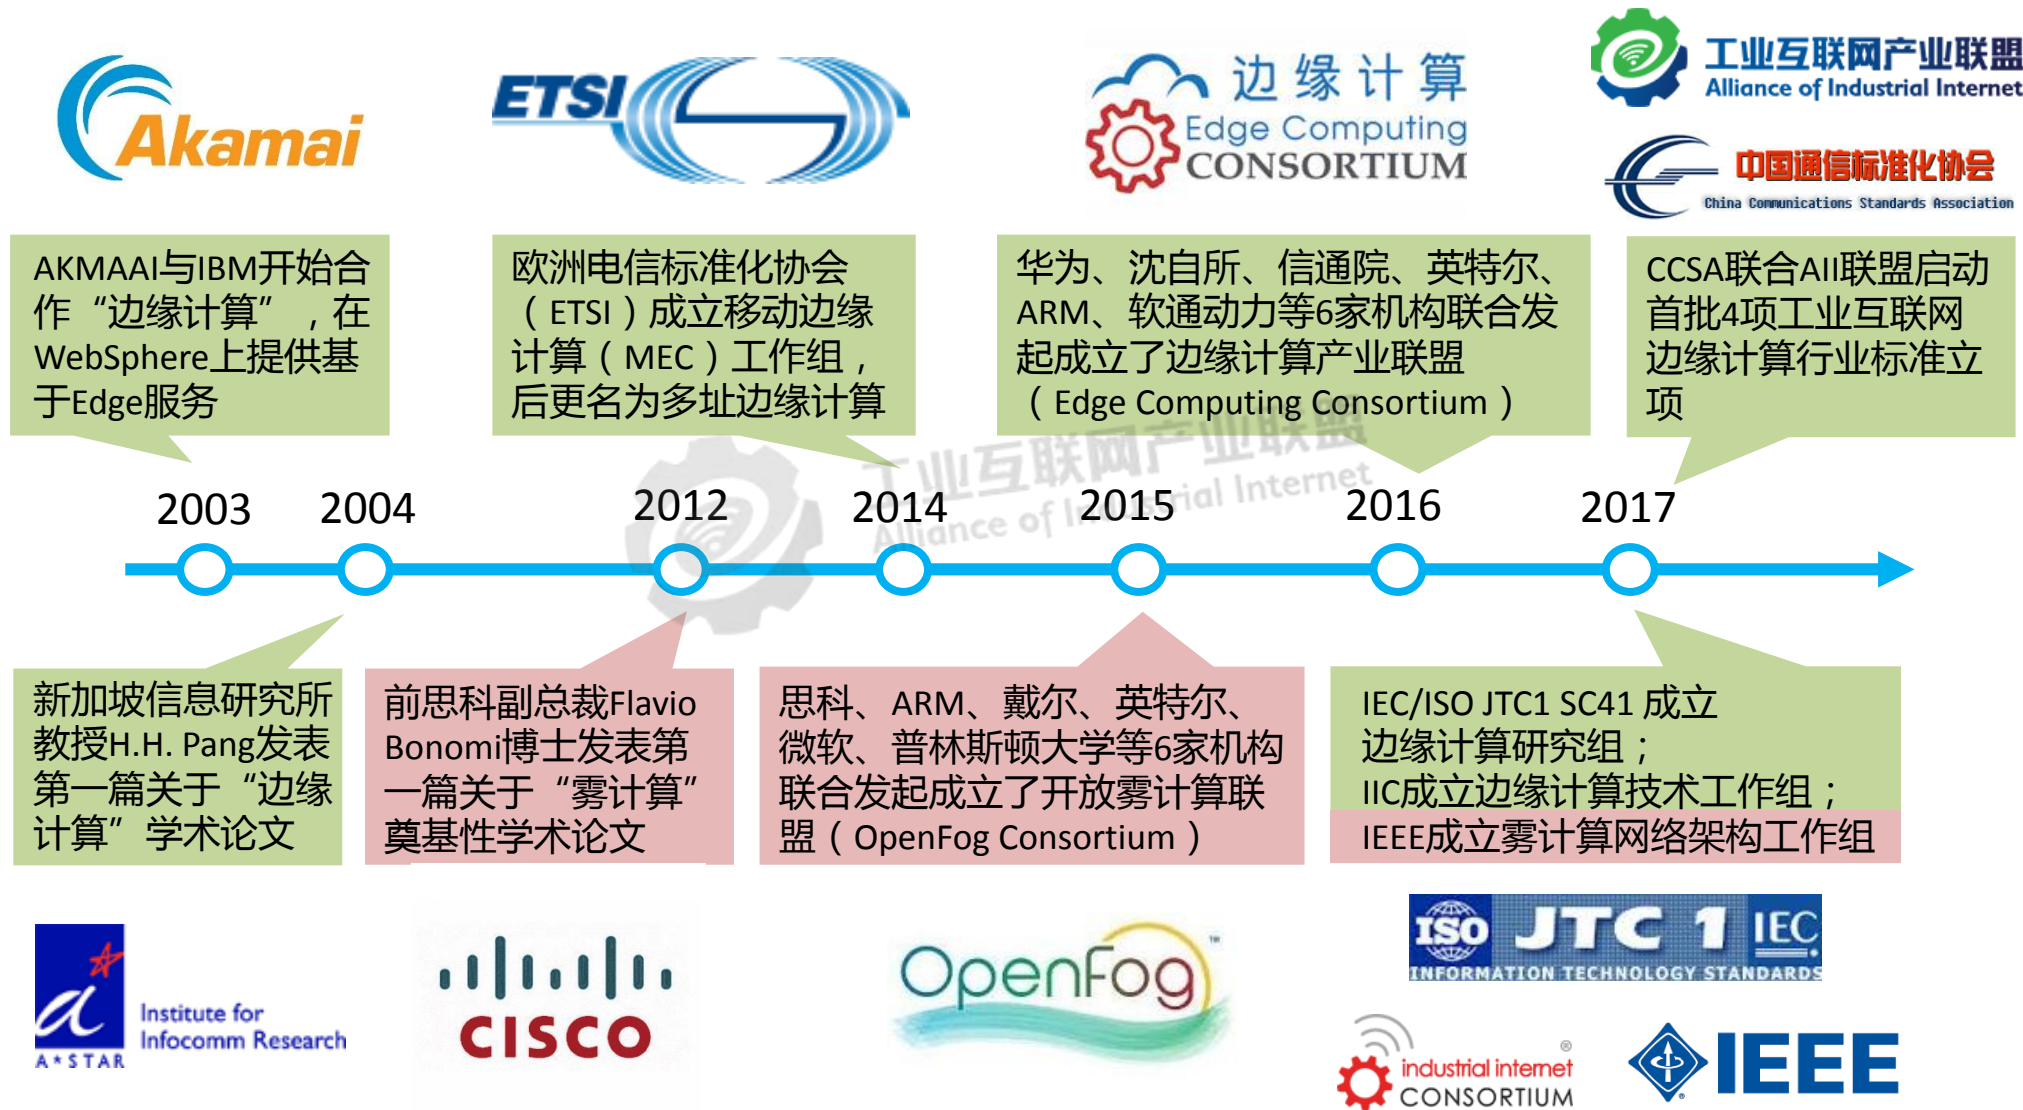 Akamai
ETSI
边缘计算
Edge Computing
CONSORTIUM
工业互联网产业联盟
Alliance of Industrial Internet
中国通信标准化协会
China Communications Standards Association
AKMAAI与IBM开始合
作“边缘计算”，在
WebSphere上提供基
于Edge服务
欧洲电信标准化协会
（ETSI）成立移动边缘
计算（MEC）工作组，
后更名为多址边缘计算
华为、沈自所、信通院、英特尔、
ARM、软通动力等6家机构联合发
起成立了边缘计算产业联盟
（Edge Computing Consortium）
CCSA联合AII联盟启动
首批4项工业互联网
边缘计算行业标准立
项
工业互联网产业联盟
Alliance of Industrial Internet
2003
2004
2012
2014
2015
2016
2017
新加坡信息研究所
教授H.H. Pang发表
第一篇关于“边缘
计算”学术论文
前思科副总裁Flavio
Bonomi博士发表第
一篇关于“雾计算”
奠基性学术论文
思科、ARM、戴尔、英特尔、
微软、普林斯顿大学等6家机构
联合发起成立了开放雾计算联
盟（OpenFog Consortium）
IEC/ISO JTC1 SC41 成立
边缘计算研究组；
IIC成立边缘计算技术工作组；
IEEE成立雾计算网络架构工作组
A*STAR
Institute for
Infocomm Research
CISCO
OpenFog™
ISO JTC 1 IEC
INFORMATION TECHNOLOGY STANDARDS
industrial internet®
CONSORTIUM
IEEE